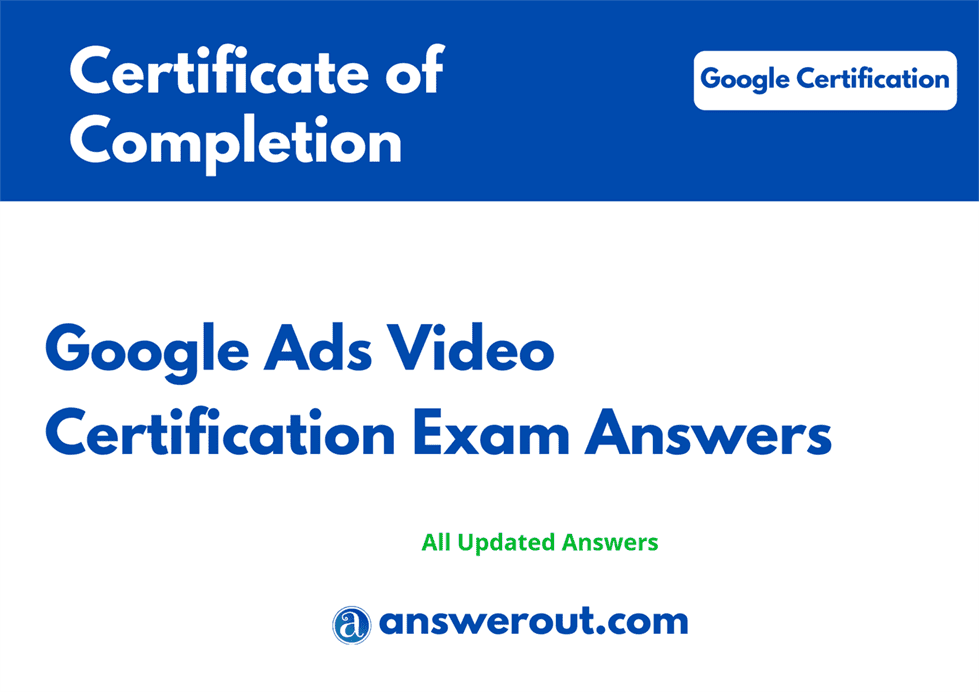 Certificate of
Completion
Google Certification
Google Ads Video
Certification Exam Answers
All Updated Answers
a answerout.com